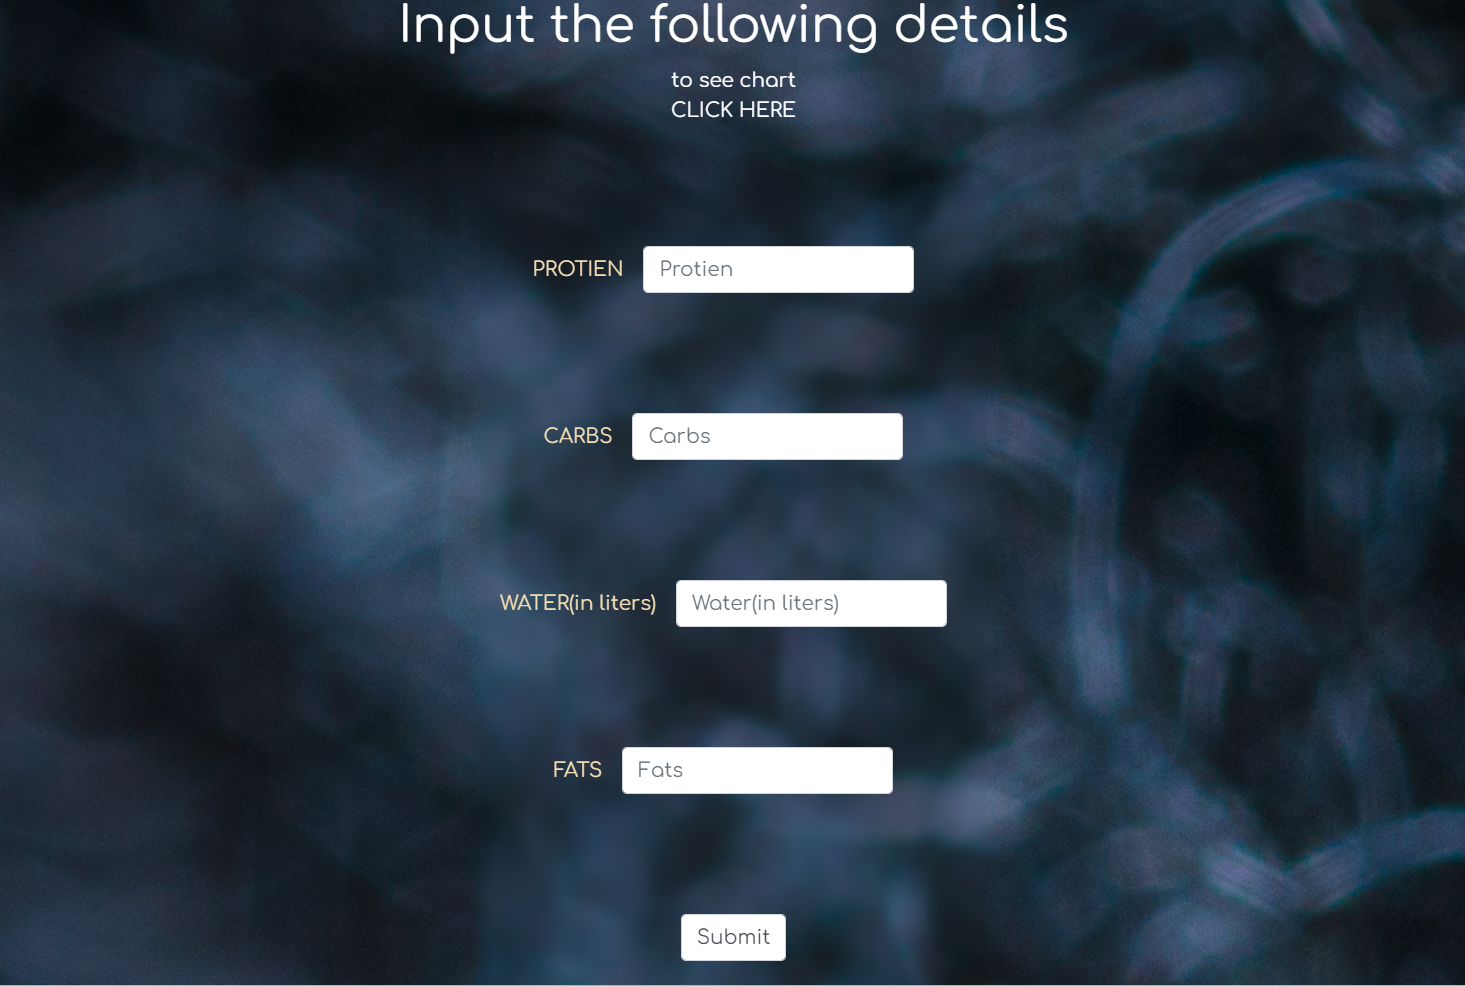 Input the following details
to see chart
CLICK HERE
PROTIEN Protien
CARBS Carbs
WATER(in liters) Water(in liters)
FATS Fats
Submit